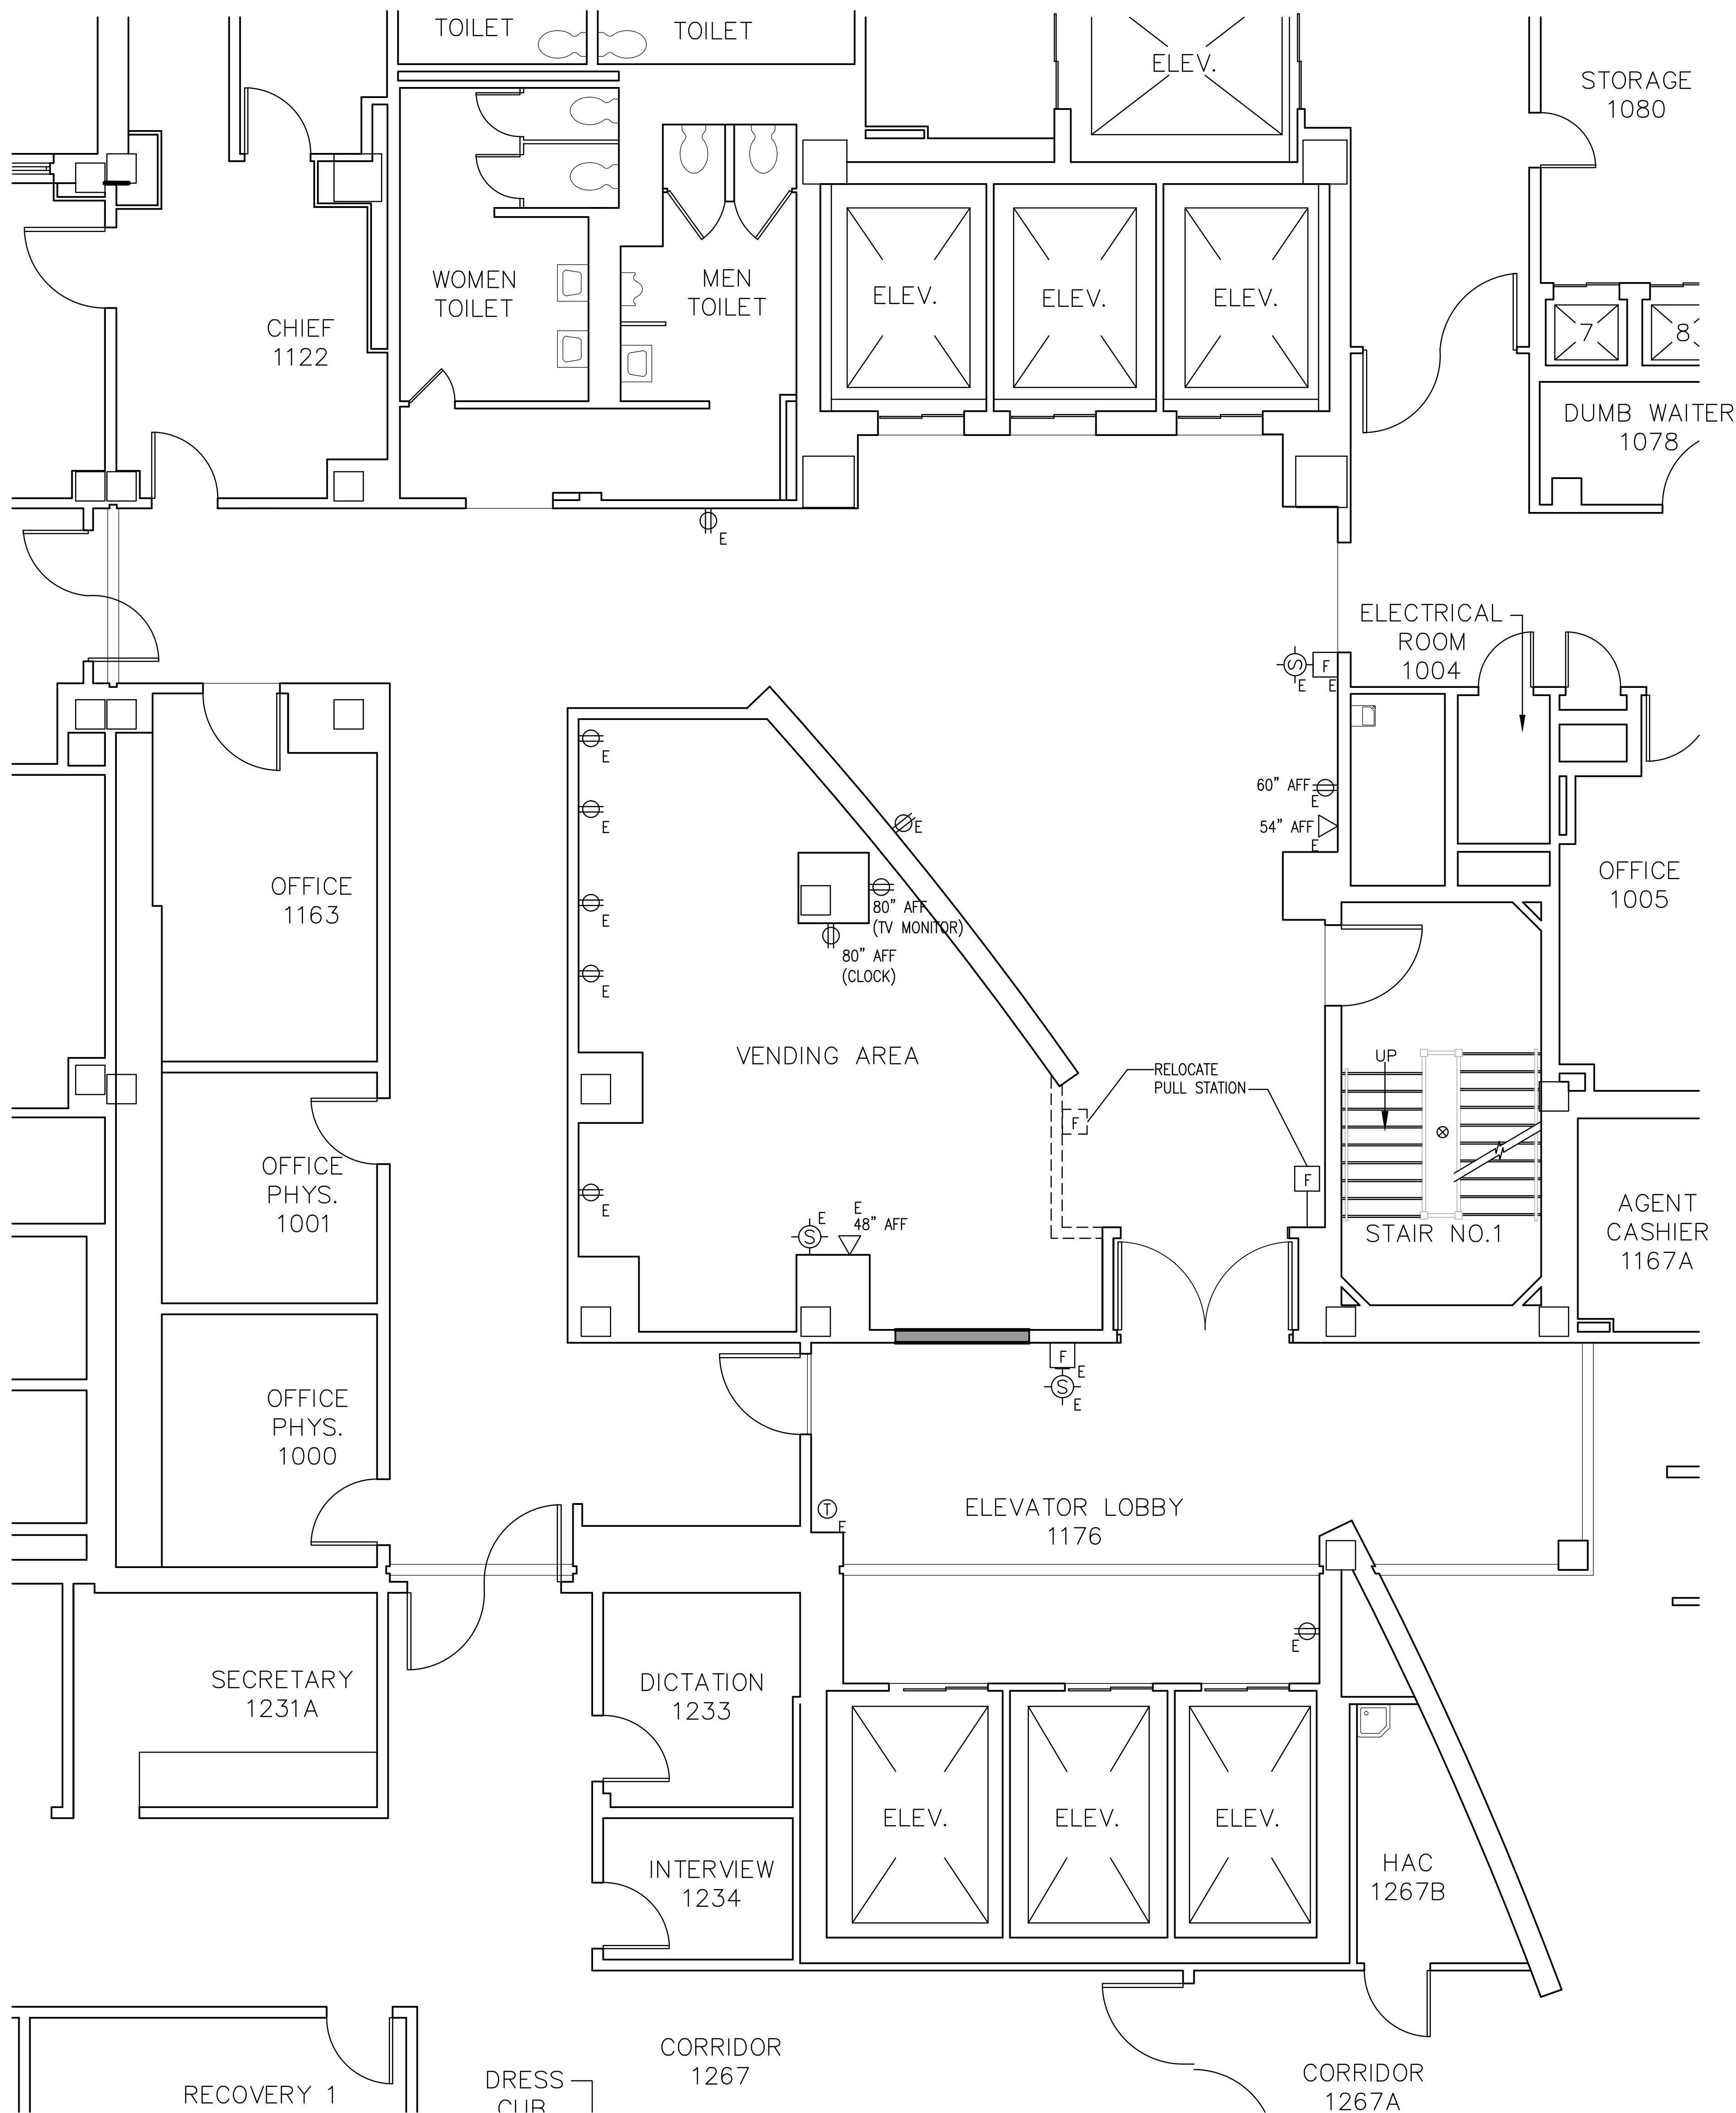 TOILET
TOILET
ELEV.
STORAGE
1080
WOMEN
TOILET
MEN
TOILET
ELEV.
ELEV.
ELEV.
CHIEF
1122
7
8
DUMB WAITER
1078
E
ELECTRICAL
ROOM
1004
S
F
E
E
E
E
E
60" AFF
E
54" AFF
E
OFFICE
1163
E
80" AFF
(TV MONITOR)
80" AFF
(CLOCK)
E
OFFICE
1005
VENDING AREA
RELOCATE
PULL STATION
UP
F
F
OFFICE
PHYS.
1001
E
S
E
E
48" AFF
STAIR NO.1
AGENT
CASHIER
1167A
F
E
S
E
OFFICE
PHYS.
1000
T
E
ELEVATOR LOBBY
1176
E
SECRETARY
1231A
DICTATION
1233
ELEV.
ELEV.
ELEV.
INTERVIEW
1234
HAC
1267B
CORRIDOR
1267
CORRIDOR
1267A
RECOVERY 1
DRESS
CUB